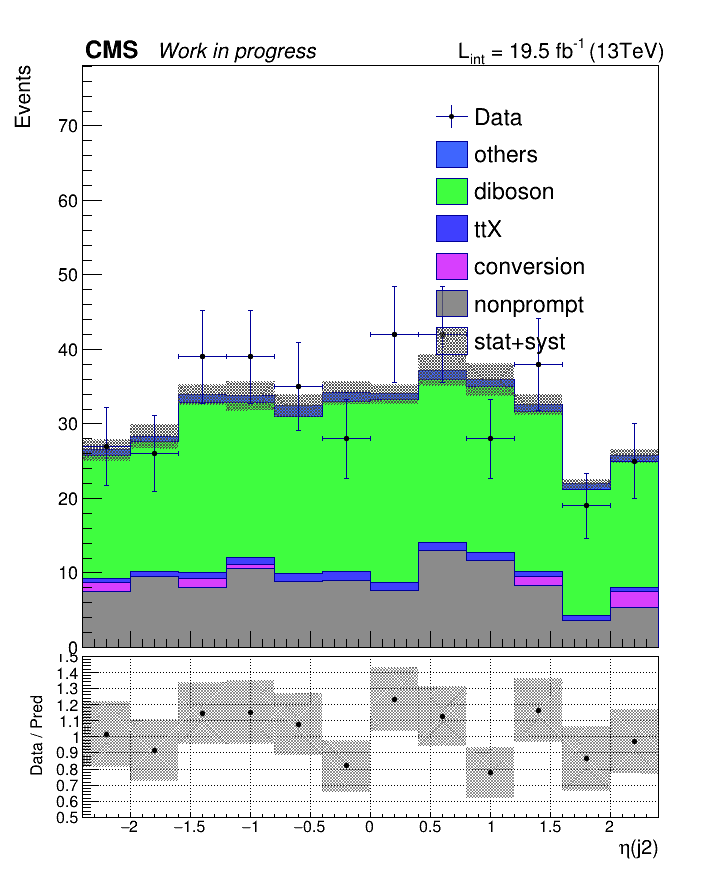 CMS Work in progress L_int = 19.5 fb^-1 (13TeV)
Events
70
60
50
40
30
20
10
0
Data
others
diboson
ttX
conversion
nonprompt
stat+syst
Data / Pred
1.5
1.4
1.3
1.2
1.1
1
0.9
0.8
0.7
0.6
0.5
−2 −1.5 −1 −0.5 0 0.5 1 1.5 2
η(j2)